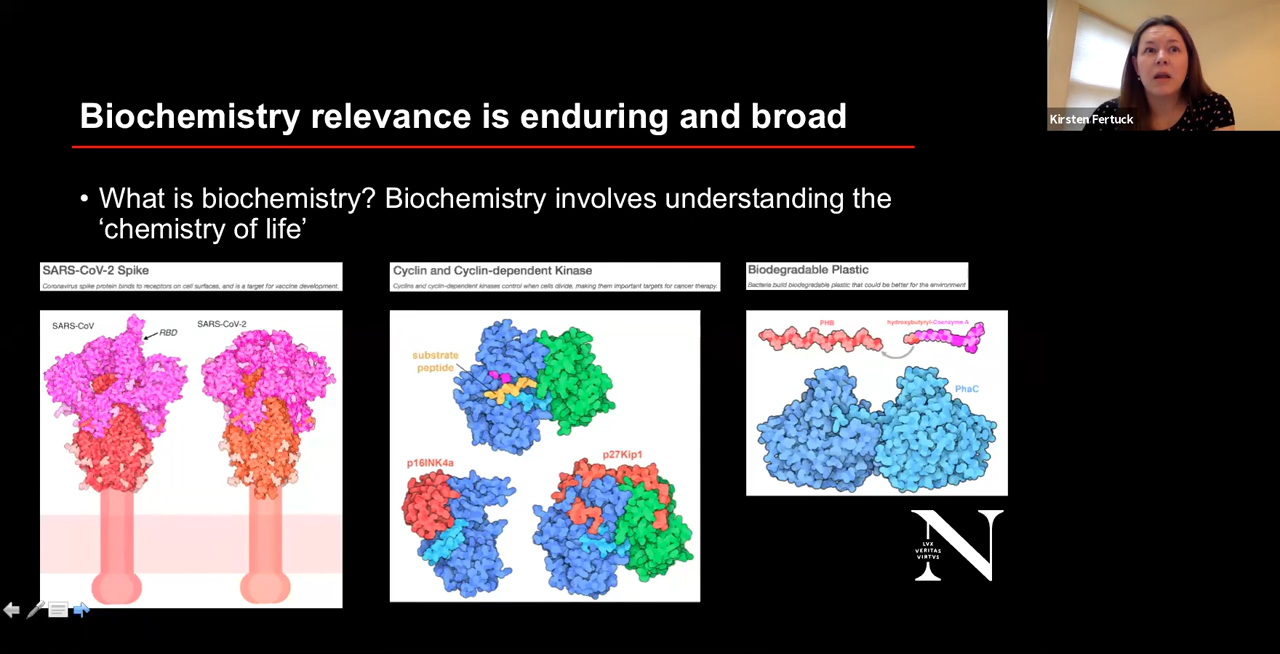 Biochemistry relevance is enduring and broad
• What is biochemistry? Biochemistry involves understanding the
‘chemistry of life’
SARS-CoV-2 Spike
Coronavirus spike protein binds to receptors on cell surfaces, and is a target for vaccine development.
SARS-CoV
RBD
SARS-CoV-2
Cyclin and Cyclin-dependent Kinase
Cyclins and cyclin-dependent kinases control when cells divide, making them important targets for cancer therapy.
substrate
peptide
p16INK4a
p27Kip1
Biodegradable Plastic
Bacteria build biodegradable plastic that could be better for the environment
PHB
hydroxybutyryl-Coenzyme A
PhaC
N
LVX
VERITAS
VIRTVS
Kirsten Fertuck